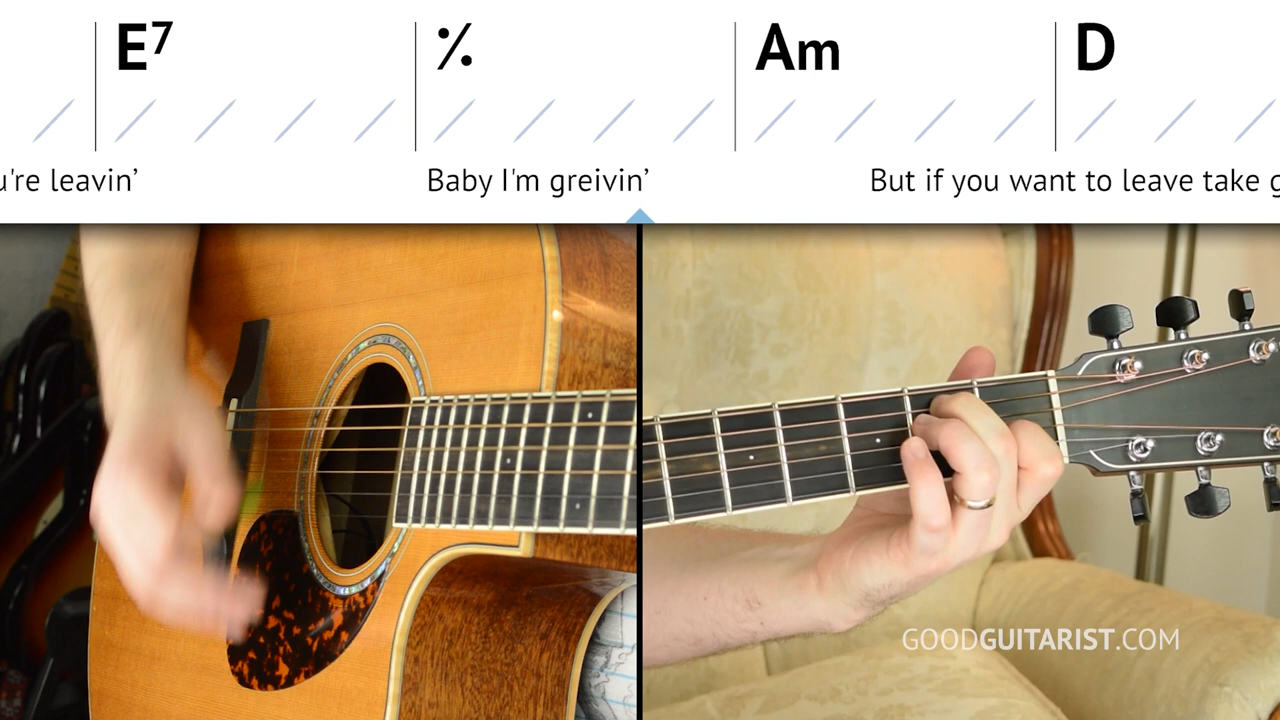 E7 ٪ Am D
u're leavin’ Baby I'm greivin’ But if you want to leave take g
GOODGUITARIST.COM